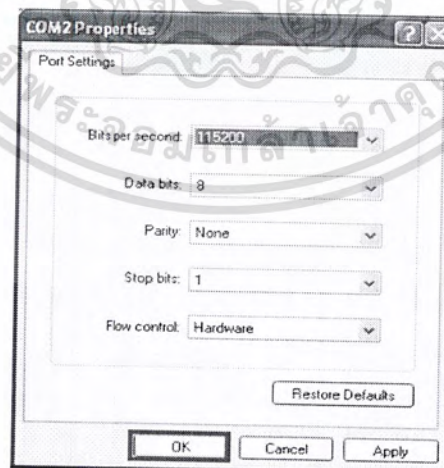 COM2 Properties
Port Settings
Bits per second: 115200
Data bits: 8
Parity: None
Stop bits: 1
Flow control: Hardware
Restore Defaults
OK Cancel Apply